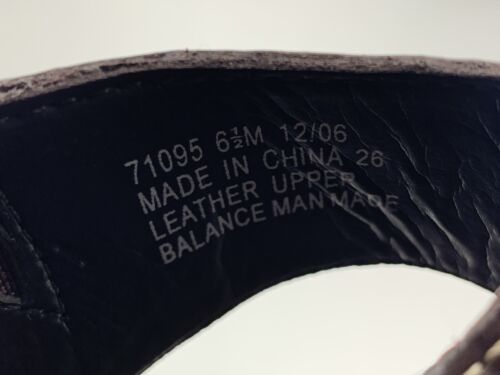 71095 6½M 12/06
MADE IN CHINA 26
LEATHER UPPER
BALANCE MAN MADE